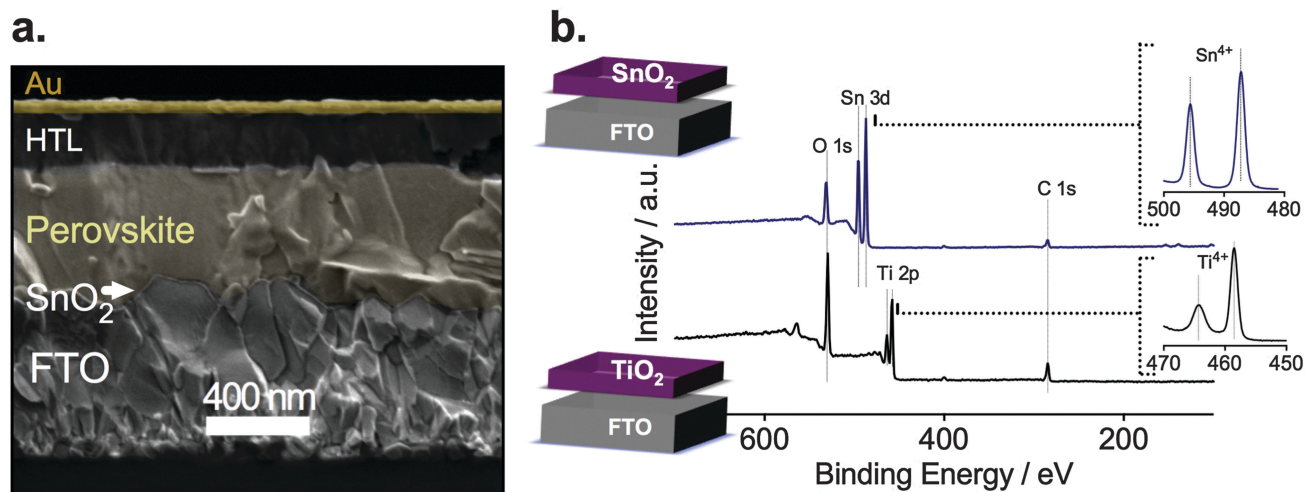 a.
Au
HTL
Perovskite
SnO₂
FTO
400 nm
b.
SnO₂
FTO
TiO₂
FTO
Intensity / a.u.
O 1s
Sn 3d
Ti 2p
C 1s
Sn⁴⁺
500 490 480
Ti⁴⁺
470 460 450
600 400 200
Binding Energy / eV